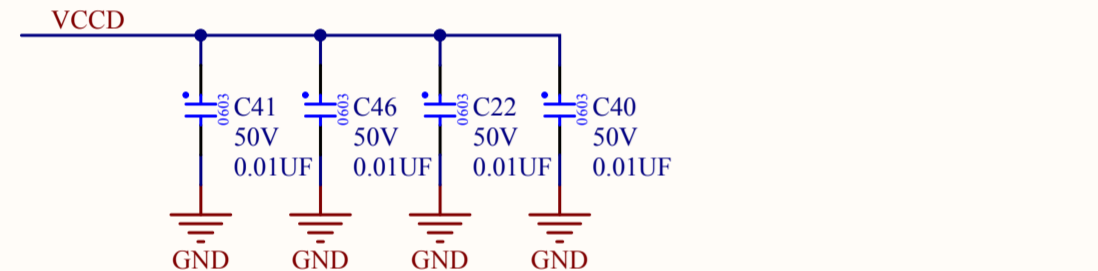 VCCD
0603 C41
50V
0.01UF
0603 C46
50V
0.01UF
0603 C22
50V
0.01UF
0603 C40
50V
0.01UF
GND GND GND GND